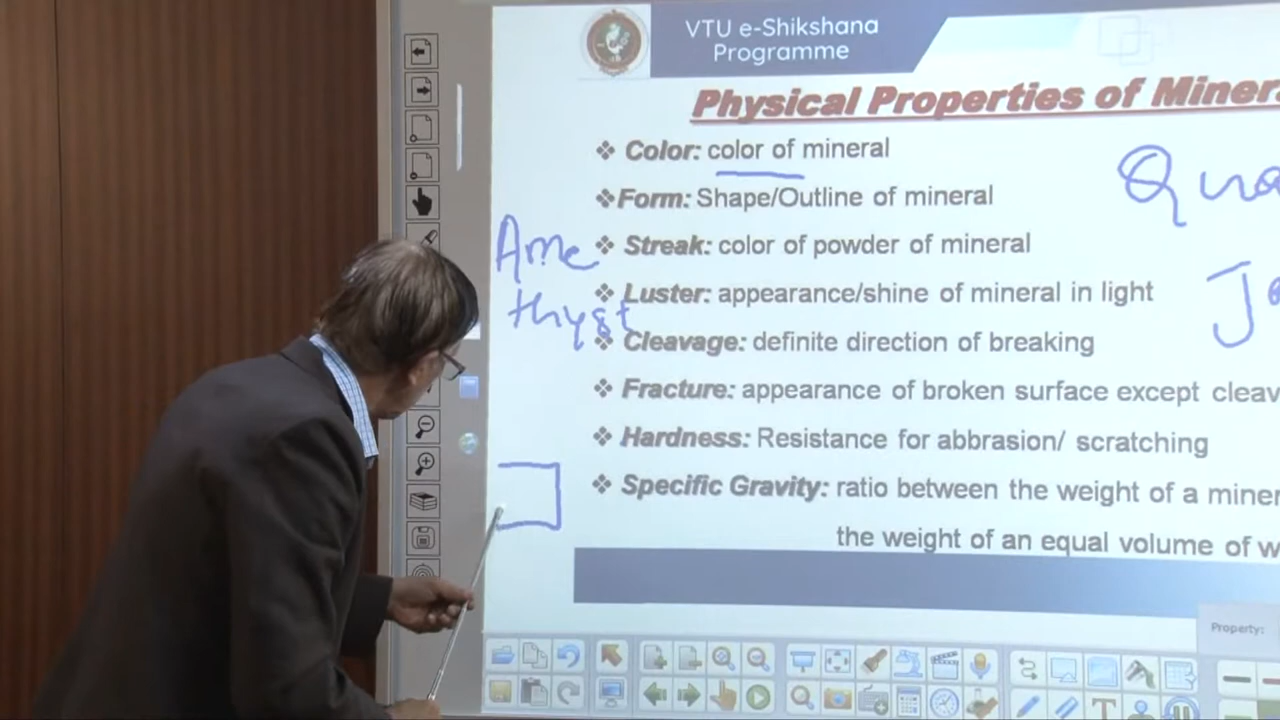 VTU e-Shikshana
Programme
Physical Properties of Miner
❖ Color: color of mineral
❖ Form: Shape/Outline of mineral
❖ Streak: color of powder of mineral
❖ Luster: appearance/shine of mineral in light
❖ Cleavage: definite direction of breaking
❖ Fracture: appearance of broken surface except cleav
❖ Hardness: Resistance for abbrasion/ scratching
❖ Specific Gravity: ratio between the weight of a miner
the weight of an equal volume of w
Ame
thyst
Qua
J
Property: